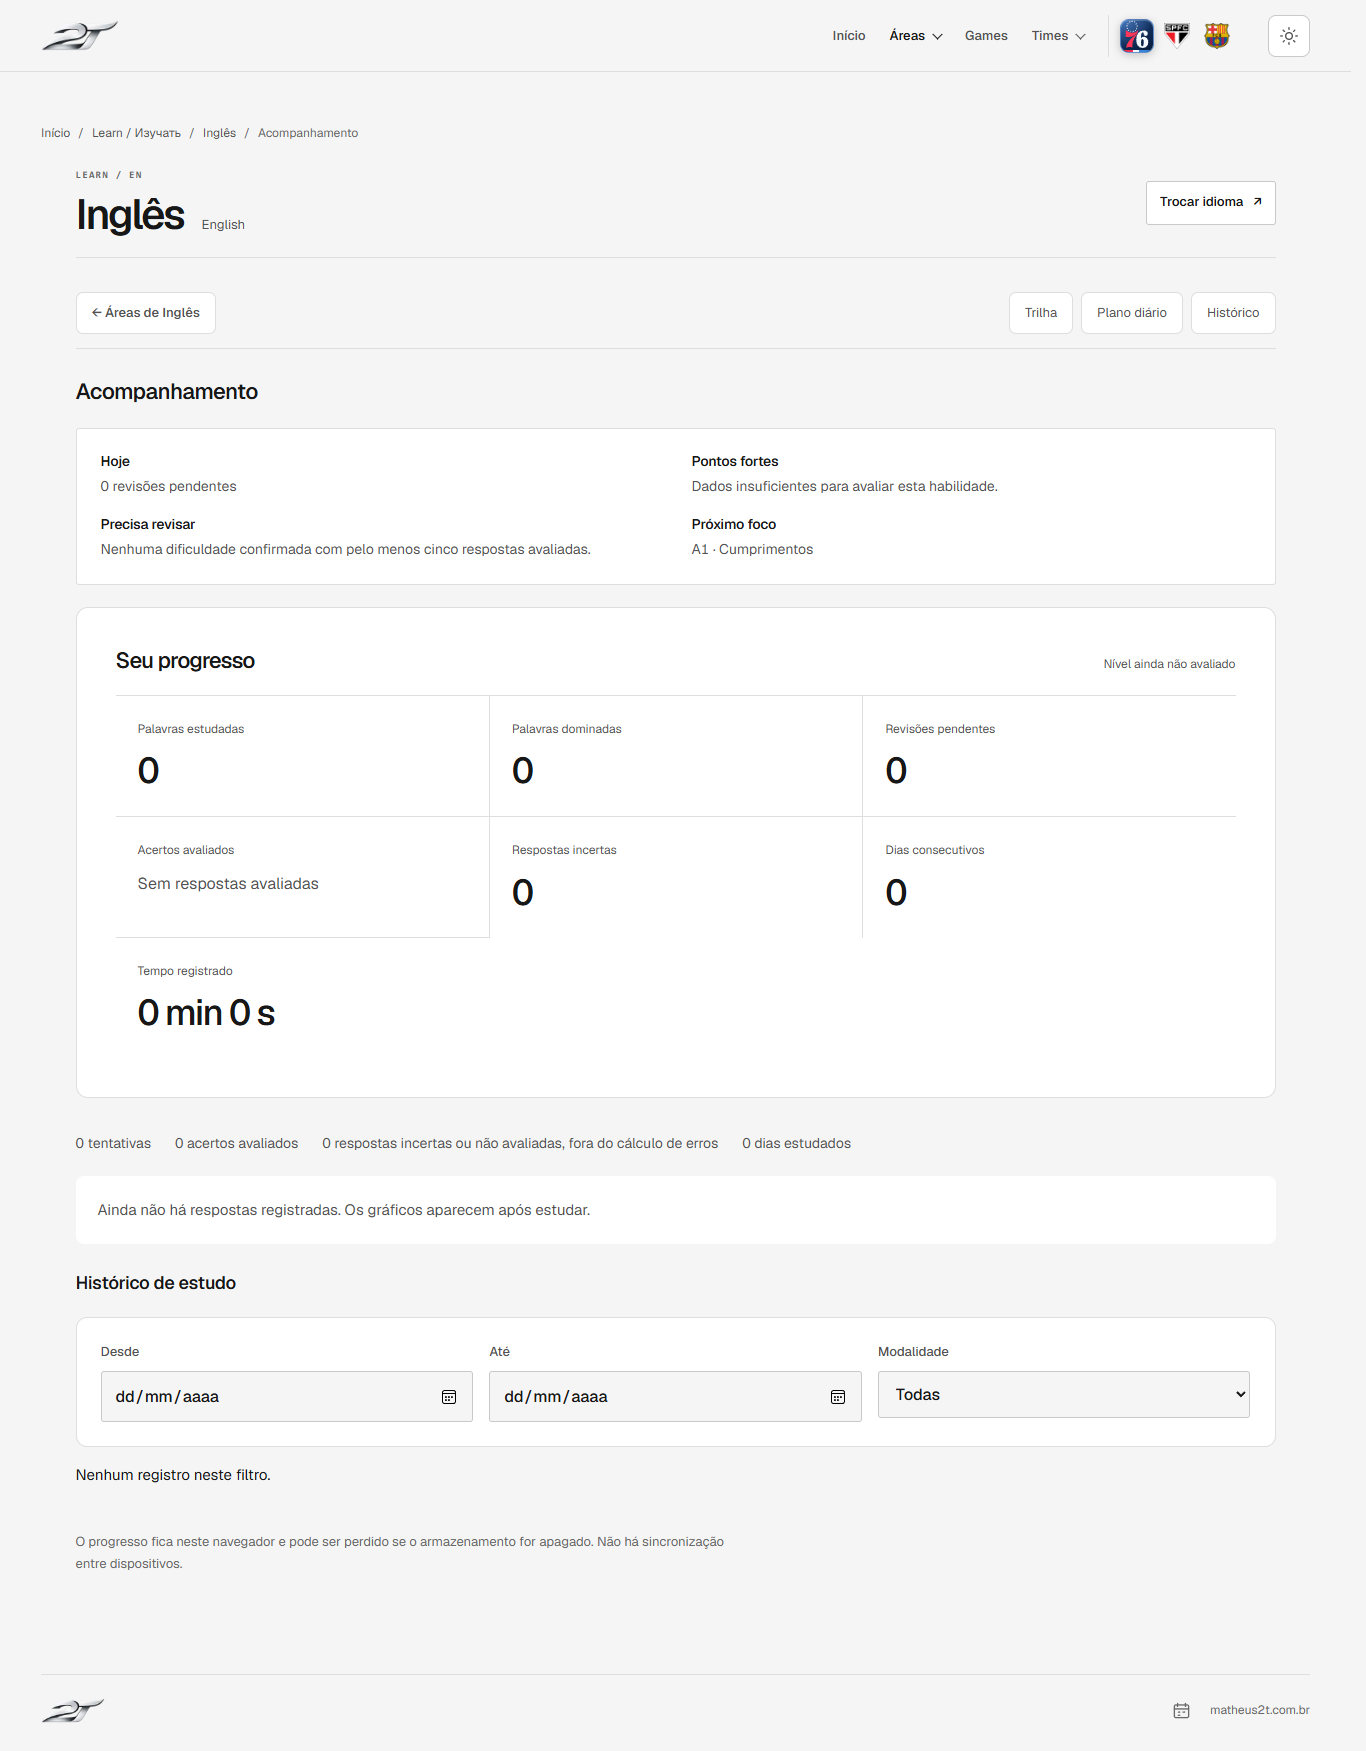 2T
Início
Áreas
Games
Times
76
SPFC
Início / Learn / Изучать / Inglês / Acompanhamento
LEARN / EN
Inglês English
Trocar idioma ↗
← Áreas de Inglês
Trilha
Plano diário
Histórico
Acompanhamento
Hoje
0 revisões pendentes
Pontos fortes
Dados insuficientes para avaliar esta habilidade.
Precisa revisar
Nenhuma dificuldade confirmada com pelo menos cinco respostas avaliadas.
Próximo foco
A1 · Cumprimentos
Seu progresso
Nível ainda não avaliado
Palavras estudadas
0
Palavras dominadas
0
Revisões pendentes
0
Acertos avaliados
Sem respostas avaliadas
Respostas incertas
0
Dias consecutivos
0
Tempo registrado
0 min 0 s
0 tentativas
0 acertos avaliados
0 respostas incertas ou não avaliadas, fora do cálculo de erros
0 dias estudados
Ainda não há respostas registradas. Os gráficos aparecem após estudar.
Histórico de estudo
Desde
dd/mm/aaaa
Até
dd/mm/aaaa
Modalidade
Todas
Nenhum registro neste filtro.
O progresso fica neste navegador e pode ser perdido se o armazenamento for apagado. Não há sincronização
entre dispositivos.
2T
matheus2t.com.br